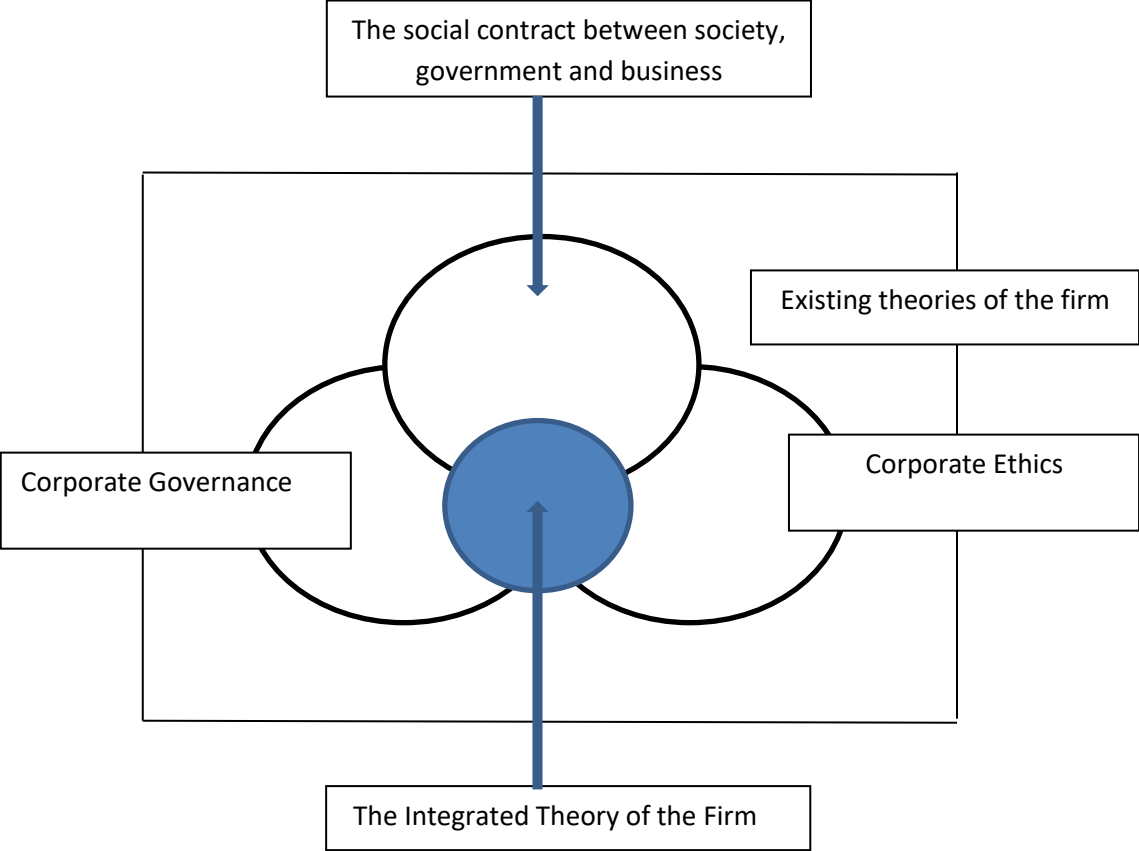 The social contract between society,
government and business
Existing theories of the firm
Corporate Governance
Corporate Ethics
The Integrated Theory of the Firm